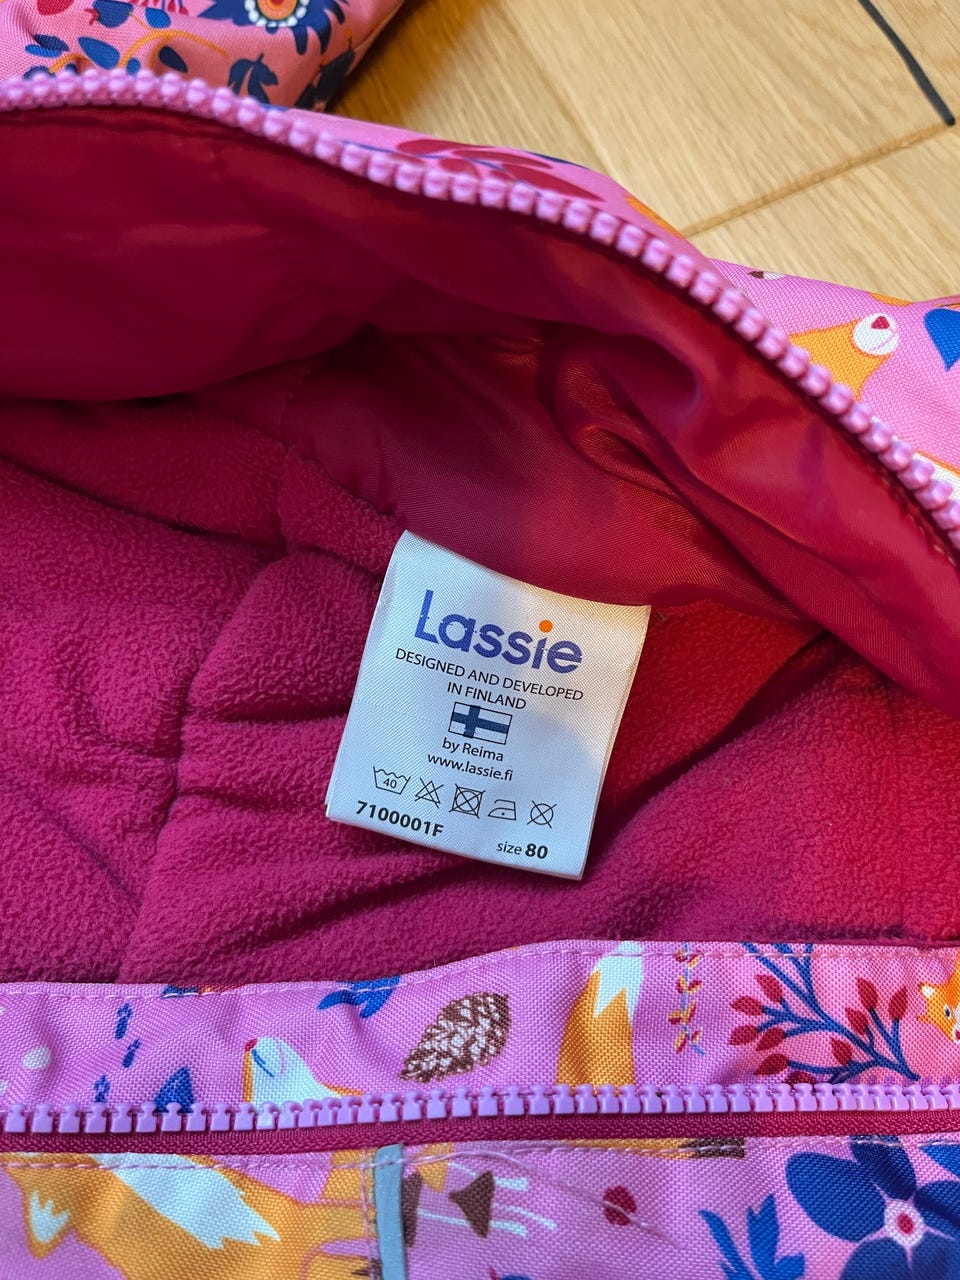 Lassie
DESIGNED AND DEVELOPED
IN FINLAND
by Reima
www.lassie.fi
40
7100001F
size 80